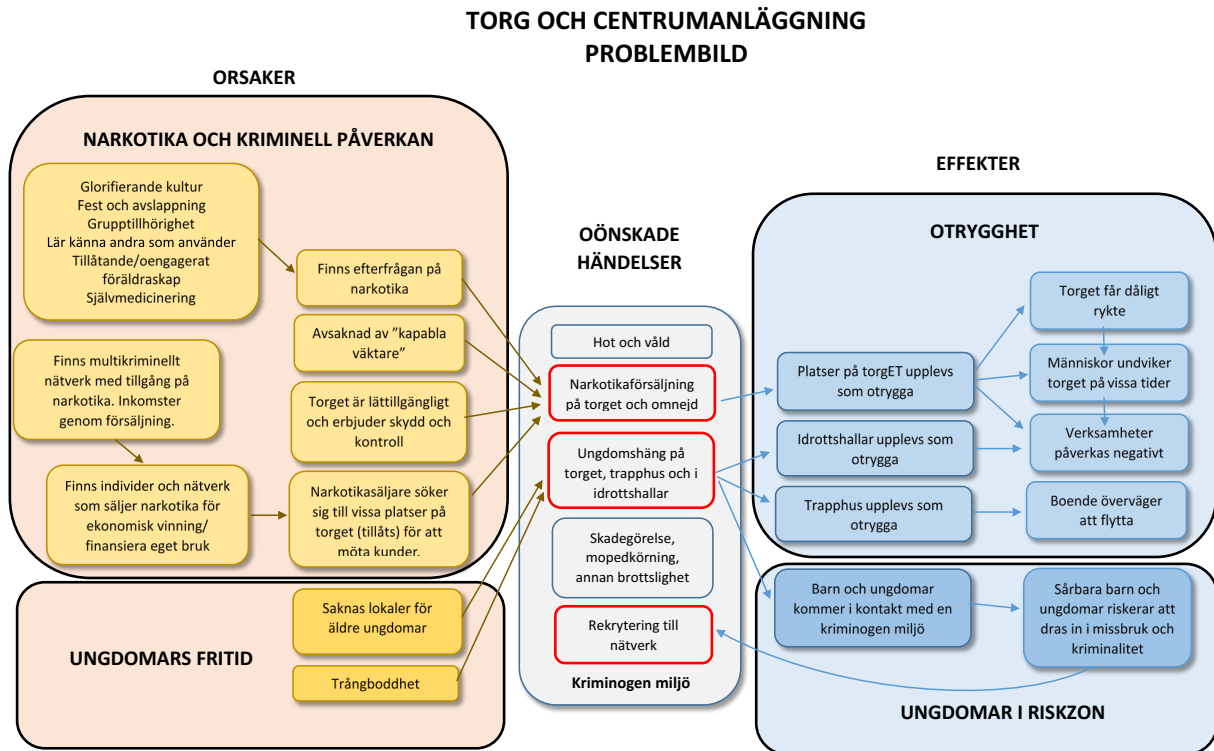 TORG OCH CENTRUMANLÄGGNING
PROBLEMBILD
ORSAKER
NARKOTIKA OCH KRIMINELL PÅVERKAN
Glorifierande kultur
Fest och avslappning
Grupptillhörighet
Lär känna andra som använder
Tillåtande/oengagerat
föräldraskap
Självmedicinering
Finns multikriminellt
nätverk med tillgång på
narkotika. Inkomster
genom försäljning.
Finns individer och nätverk
som säljer narkotika för
ekonomisk vinning/
finansiera eget bruk
Finns efterfrågan på
narkotika
Avsaknad av ”kapabla
väktare”
Torget är lättillgängligt
och erbjuder skydd och
kontroll
Narkotikasäljare söker
sig till vissa platser på
torget (tillåts) för att
möta kunder.
UNGDOMARS FRITID
Saknas lokaler för
äldre ungdomar
Trångboddhet
OÖNSKADE
HÄNDELSER
Hot och våld
Narkotikaförsäljning
på torget och omnejd
Ungdomshäng på
torget, trapphus och i
idrottshallar
Skadegörelse,
mopedkörning,
annan brottslighet
Rekrytering till
nätverk
Kriminogen miljö
EFFEKTER
OTRYGGHET
Platser på torgET upplevs
som otrygga
Idrottshallar upplevs som
otrygga
Trapphus upplevs som
otrygga
Torget får dåligt
rykte
Människor undviker
torget på vissa tider
Verksamheter
påverkas negativt
Boende överväger
att flytta
Barn och ungdomar
kommer i kontakt med en
kriminogen miljö
Sårbara barn och
ungdomar riskerar att
dras in i missbruk och
kriminalitet
UNGDOMAR I RISKZON